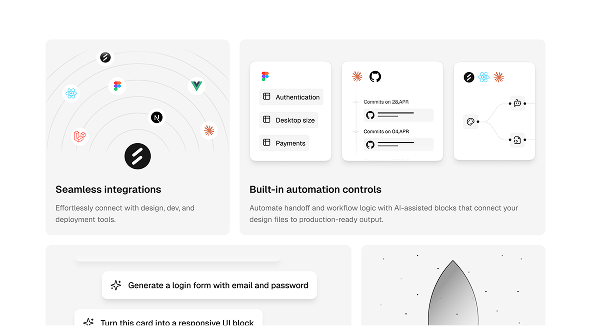 Authentication
Desktop size
Payments
Commits on 28,APR
Commits on 04,APR
Seamless integrations
Effortlessly connect with design, dev, and
deployment tools.
Built-in automation controls
Automate handoff and workflow logic with AI-assisted blocks that connect your
design files to production-ready output.
Generate a login form with email and password
Turn this card into a responsive UI block